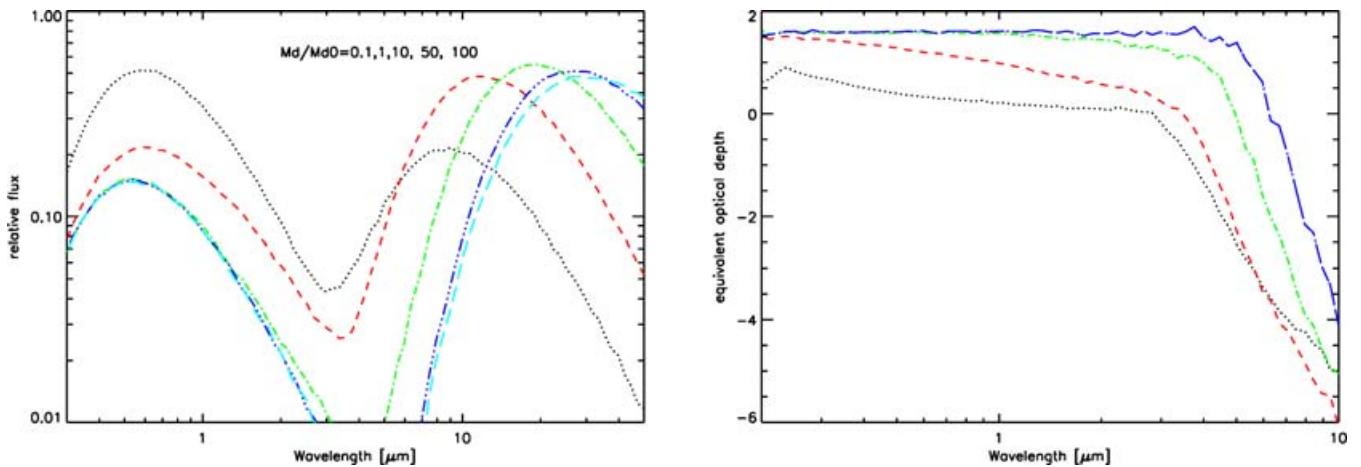 1.00
Md/Md0=0.1,1,10, 50, 100
relative flux
0.10
0.01
1
10
Wavelength [μm]
2
0
equivalent optical depth
-2
-4
-6
1
10
Wavelength [μm]